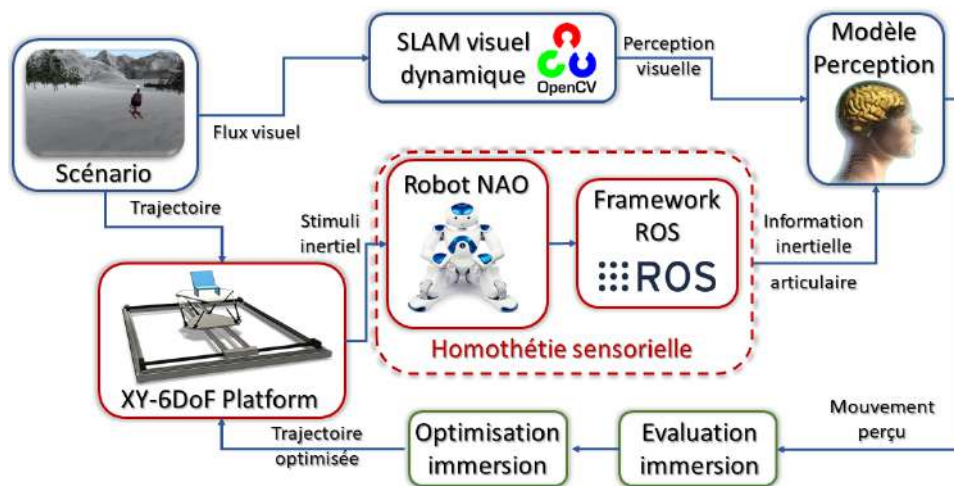 SLAM visuel
dynamique
OpenCV
Perception
visuelle
Modèle
Perception
Flux visuel
Scénario
Trajectoire
Stimuli
inertiel
Robot NAO
Framework
ROS
ROS
Information
inertielle
articulaire
Homothétie sensorielle
XY-6DoF Platform
Trajectoire
optimisée
Optimisation
immersion
Evaluation
immersion
Mouvement
perçu